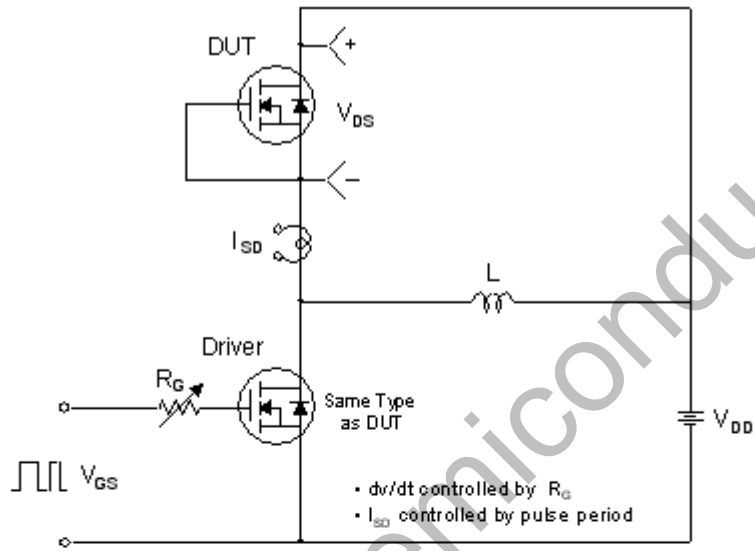 DUT
+
V_DS
−
I_SD
L
Driver
R_G
Same Type
as DUT
V_DD
V_GS
• dv/dt controlled by R_G
• I_SD controlled by pulse period
emicondu